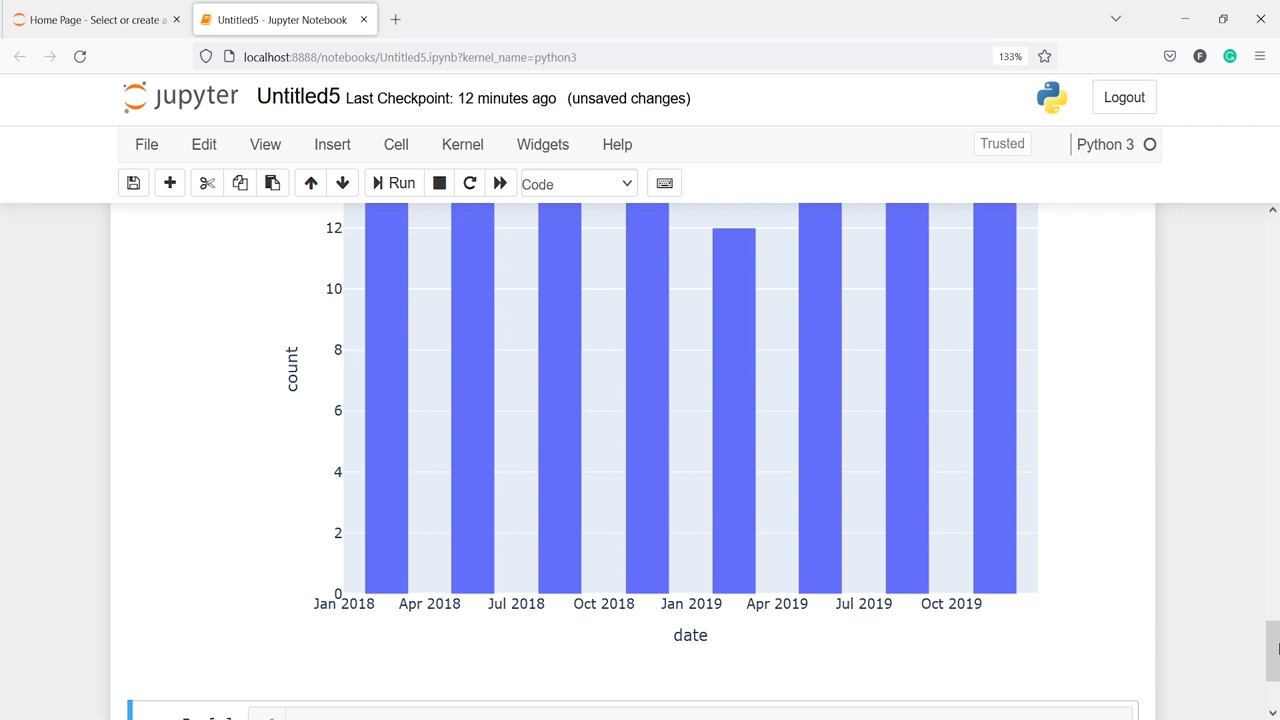 Home Page - Select or create a
Untitled5 - Jupyter Notebook
localhost:8888/notebooks/Untitled5.ipynb?kernel_name=python3
133%
F
G
jupyter Untitled5 Last Checkpoint: 12 minutes ago (unsaved changes)
Logout
File Edit View Insert Cell Kernel Widgets Help
Trusted
Python 3
Run
Code
12
10
8
6
4
2
0
count
Jan 2018 Apr 2018 Jul 2018 Oct 2018 Jan 2019 Apr 2019 Jul 2019 Oct 2019
date